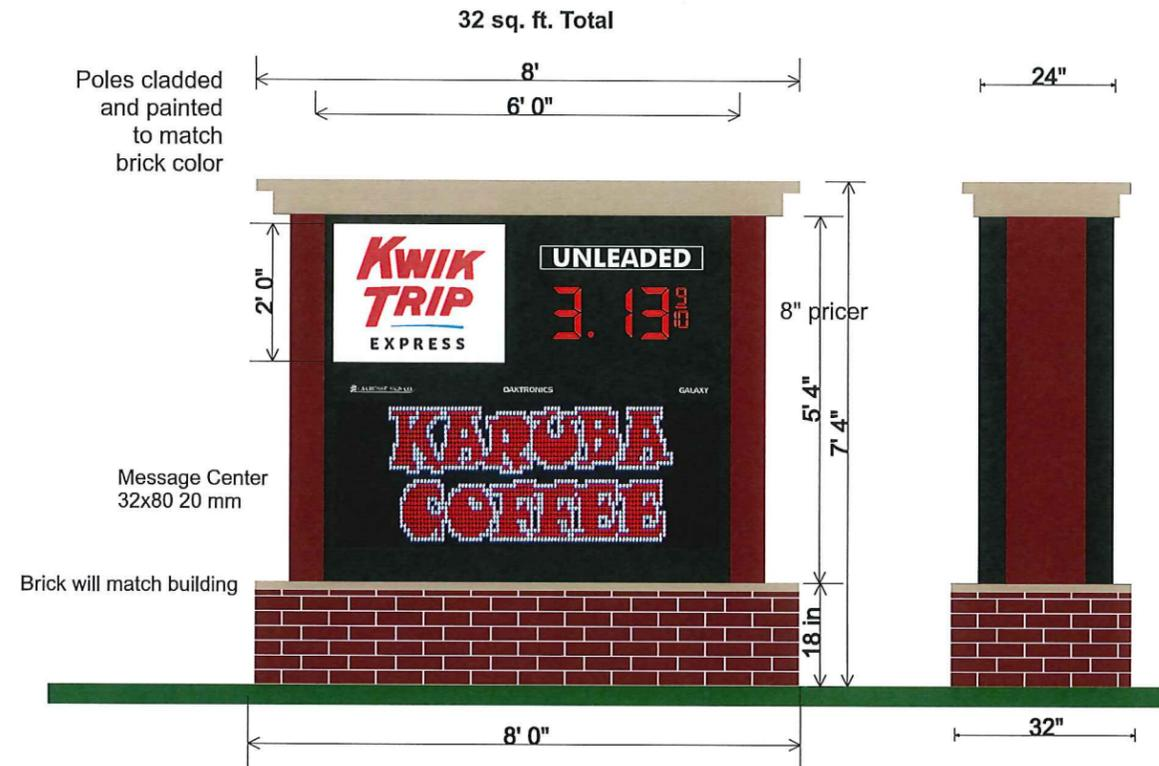 32 sq. ft. Total
8'
24"
6' 0"
Poles cladded
and painted
to match
brick color
2' 0"
KWIK
TRIP
EXPRESS
UNLEADED
3.13 9
10
8" pricer
5' 4"
7' 4"
DAKTRONICS
GALAXY
KARUBA
COFFEE
Message Center
32x80 20 mm
Brick will match building
18 in
8' 0"
32"